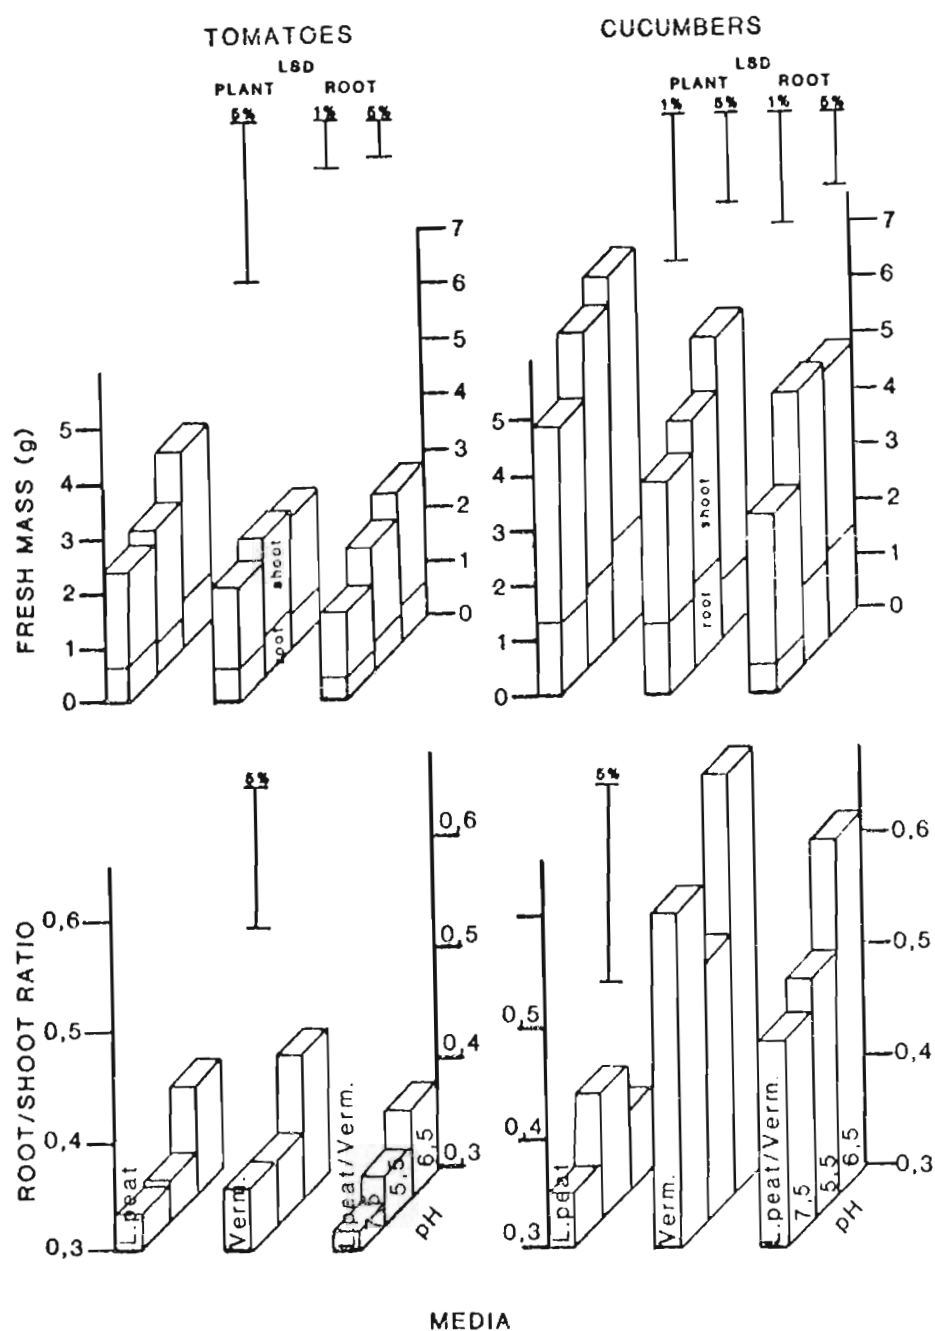 TOMATOES
LSD
PLANT ROOT
5% 1% 5%
CUCUMBERS
LSD
PLANT ROOT
1% 5% 1% 5%
FRESH MASS (g)
5
4
3
2
1
0
7
6
5
4
3
2
1
0
shoot
root
5
4
3
2
1
0
7
6
5
4
3
2
1
0
shoot
root
ROOT/SHOOT RATIO
5%
0,6
0,5
0,4
0,3
0,6
0,5
0,4
0,3
L.peat
Verm.
L.peat/Verm.
7,5
5,5
6,5
pH
5%
0,5
0,4
0,3
0,6
0,5
0,4
0,3
L.peat
Verm.
L.peat/Verm.
7,5
5,5
6,5
pH
MEDIA